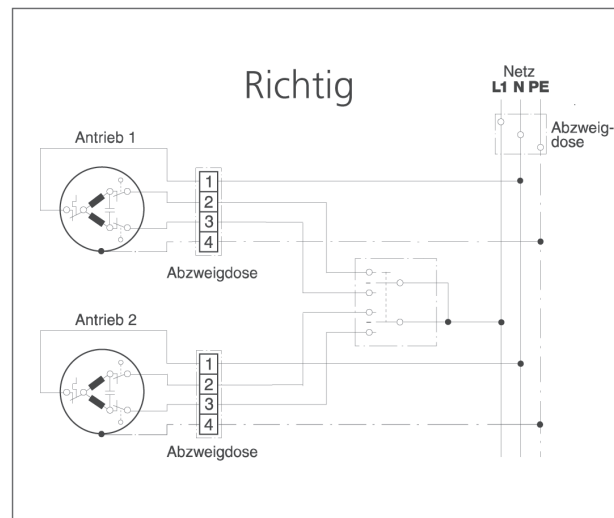 Richtig
Netz
L1 N PE
Abzweig-
dose
Antrieb 1
1
2
3
4
Abzweigdose
Antrieb 2
1
2
3
4
Abzweigdose